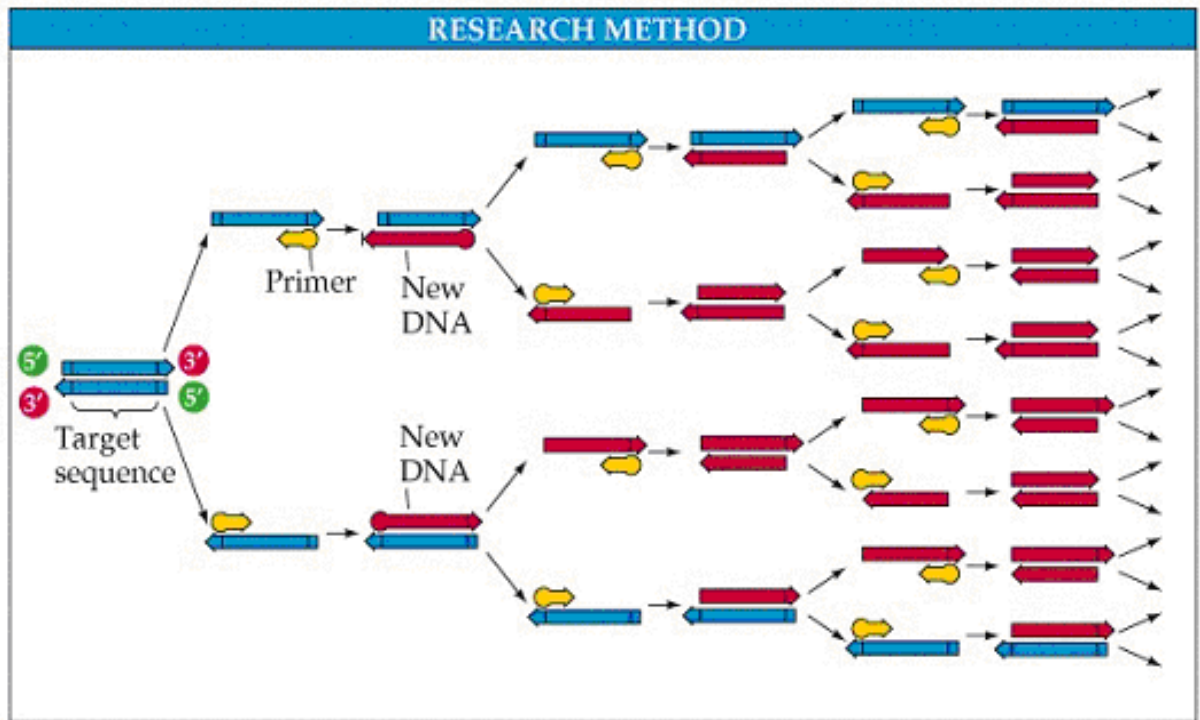 RESEARCH METHOD
Primer
New
DNA
5′
3′
3′
5′
Target
sequence
New
DNA